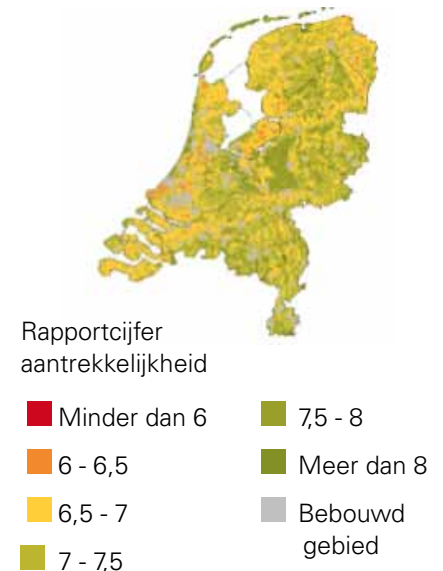 Rapportcijfer
aantrekkelijkheid
Minder dan 6
6 - 6,5
6,5 - 7
7 - 7,5
7,5 - 8
Meer dan 8
Bebouwd
gebied